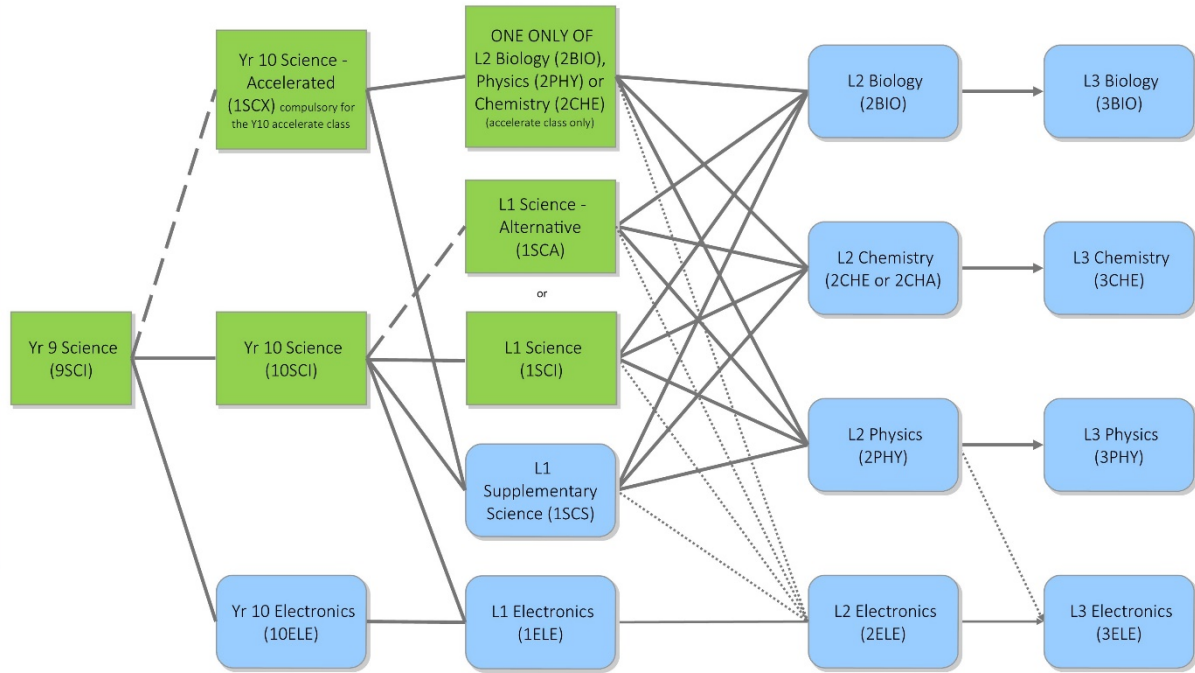 Yr 10 Science -
Accelerated
(1SCX) compulsory for
the Y10 accelerate class
ONE ONLY OF
L2 Biology (2BIO),
Physics (2PHY) or
Chemistry (2CHE)
(accelerate class only)
L2 Biology
(2BIO)
L3 Biology
(3BIO)
L1 Science -
Alternative
(1SCA)
or
L2 Chemistry
(2CHE or 2CHA)
L3 Chemistry
(3CHE)
Yr 9 Science
(9SCI)
Yr 10 Science
(10SCI)
L1 Science
(1SCI)
L2 Physics
(2PHY)
L3 Physics
(3PHY)
L1
Supplementary
Science (1SCS)
Yr 10 Electronics
(10ELE)
L1 Electronics
(1ELE)
L2 Electronics
(2ELE)
L3 Electronics
(3ELE)